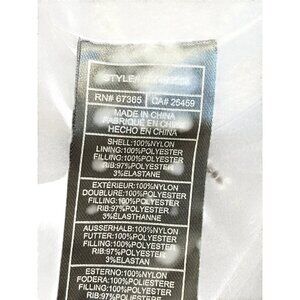 STYLE#
RN# 67365 CA# 26469
MADE IN CHINA
FABRIQUÉ EN CHINE
HECHO EN CHINA
SHELL:100%NYLON
LINING:100%POLYESTER
FILLING:100%POLYESTER
RIB:97%POLYESTER
3%ELASTANE
EXTÉRIEUR:100%NYLON
DOUBLURE:100%POLYESTER
FILLING:100%POLYESTER
RIB:97%POLYESTER
3%ÉLASTHANNE
AUSSERHALB:100%NYLON
FUTTER:100%POLYESTER
FILLING:100%POLYESTER
RIB:97%POLYESTER
3%ELASTAN
ESTERNO:100%NYLON
FODERA:100%POLIESTERE
FILLING:100%POLIESTERE
RIB:97%POLIESTERE